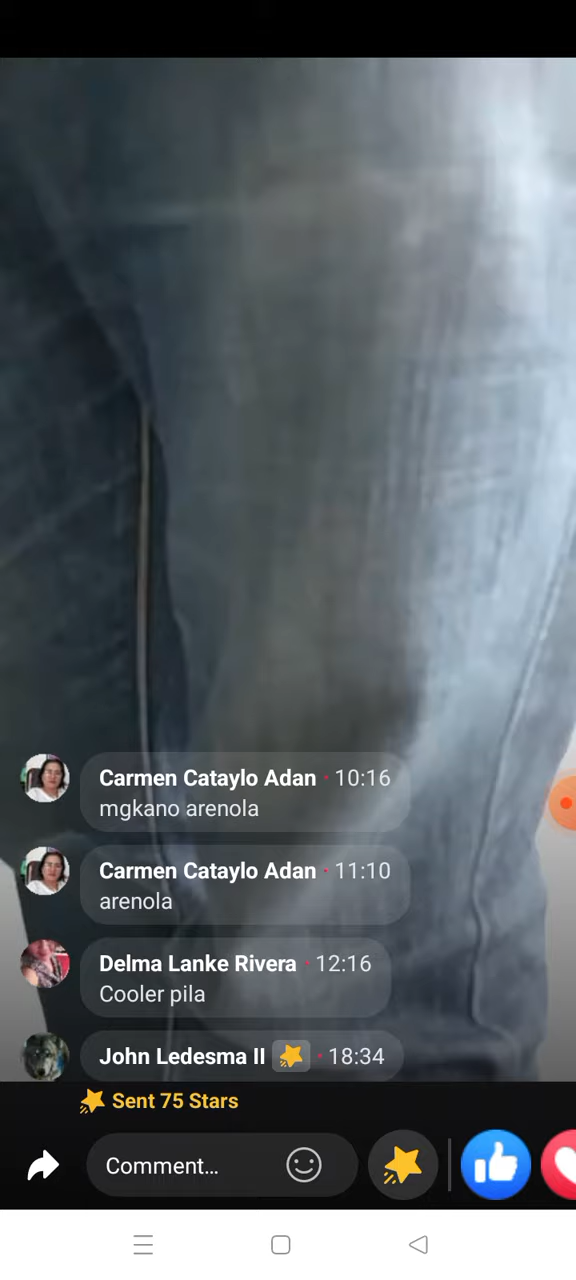 Carmen Cataylo Adan · 10:16
mgkano arenola
Carmen Cataylo Adan · 11:10
arenola
Delma Lanke Rivera · 12:16
Cooler pila
John Ledesma II · 18:34
Sent 75 Stars
Comment...